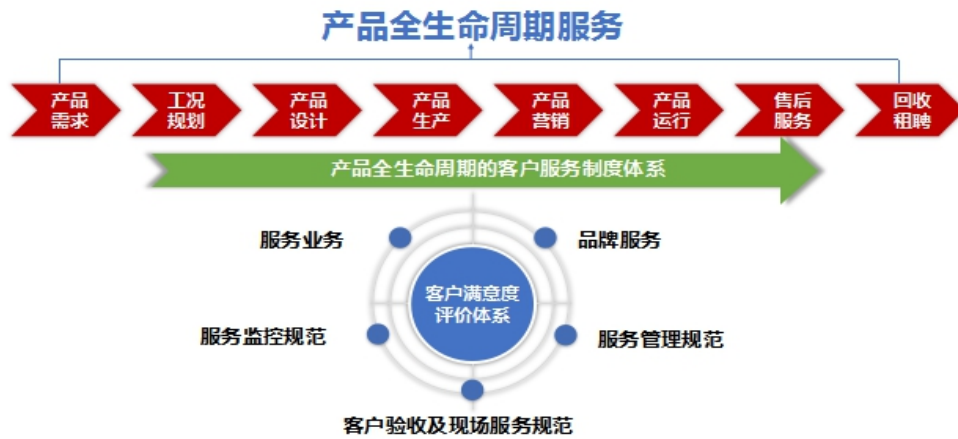 产品全生命周期服务
产品
需求
工况
规划
产品
设计
产品
生产
产品
营销
产品
运行
售后
服务
回收
租聘
产品全生命周期的客户服务制度体系
服务业务
品牌服务
客户满意度
评价体系
服务监控规范
服务管理规范
客户验收及现场服务规范